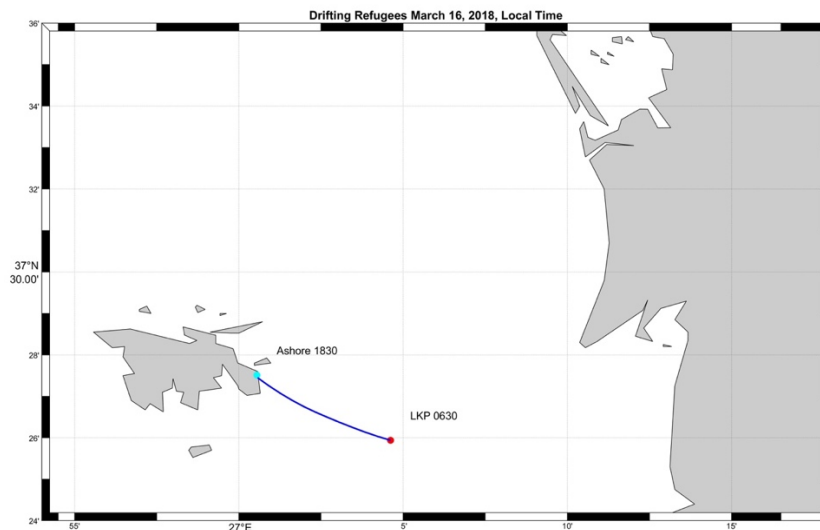 Drifting Refugees March 16, 2018, Local Time
36'
34'
32'
37°N
30.00'
28'
26'
24'
Ashore 1830
LKP 0630
55'
27°E
5'
10'
15'